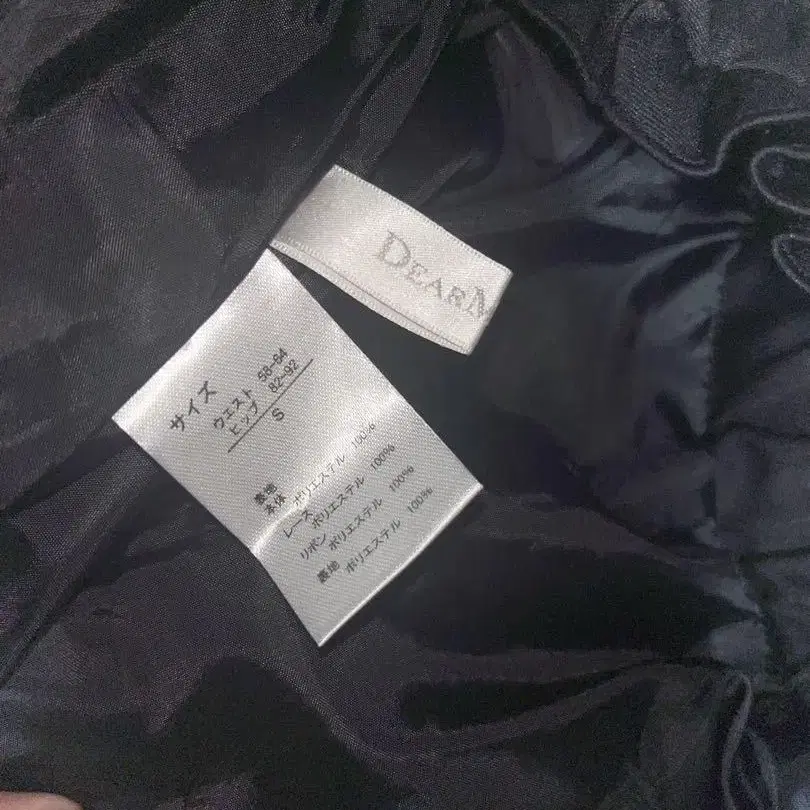 DEARM
サイズ
ウエスト 58-64
ヒップ 82-92
S
表地
本体 ポリエステル 100%
レース ポリエステル 100%
リボン ポリエステル 100%
裏地 ポリエステル 100%